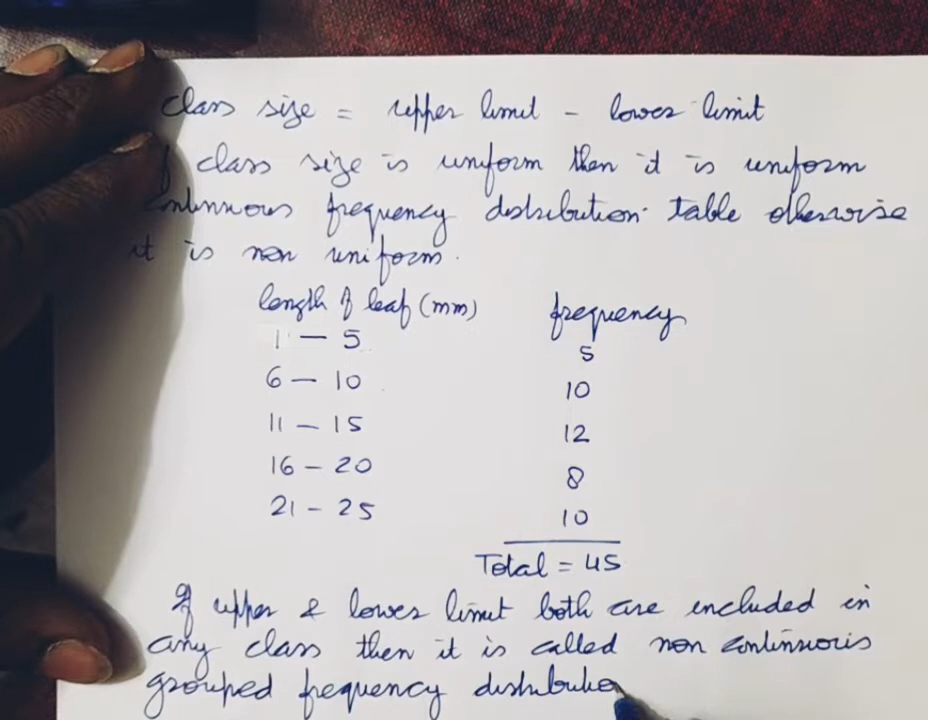 class size = upper limit - lower limit
If class size is uniform then it is uniform
continuous frequency distribution table otherwise
it is non uniform.
length of leaf (mm) frequency
1 - 5 5
6 - 10 10
11 - 15 12
16 - 20 8
21 - 25 10
Total = 45
If upper & lower limit both are included in
any class then it is called non continuous
grouped frequency distributio